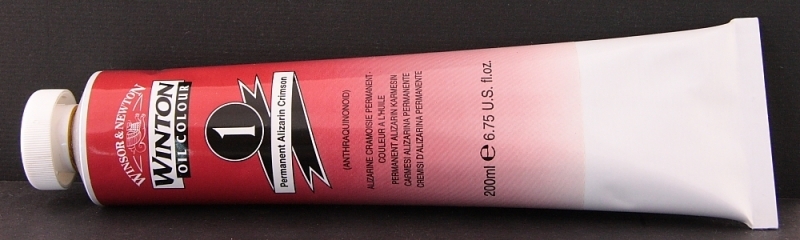 WINSOR & NEWTON
WINTON
OIL COLOUR
1
Permanent Alizarin Crimson
(ANTHRAQUINONOID)
ALIZARINE CRAMOISIE PERMANENT-
COULEUR A L'HUILE
PERMANENT ALIZARIN KARMESIN
CARMESI ALIZARINA PERMANENTE
CREMISI D'ALIZARINA PERMANENTE
200ml e 6.75 U.S. fl.oz.